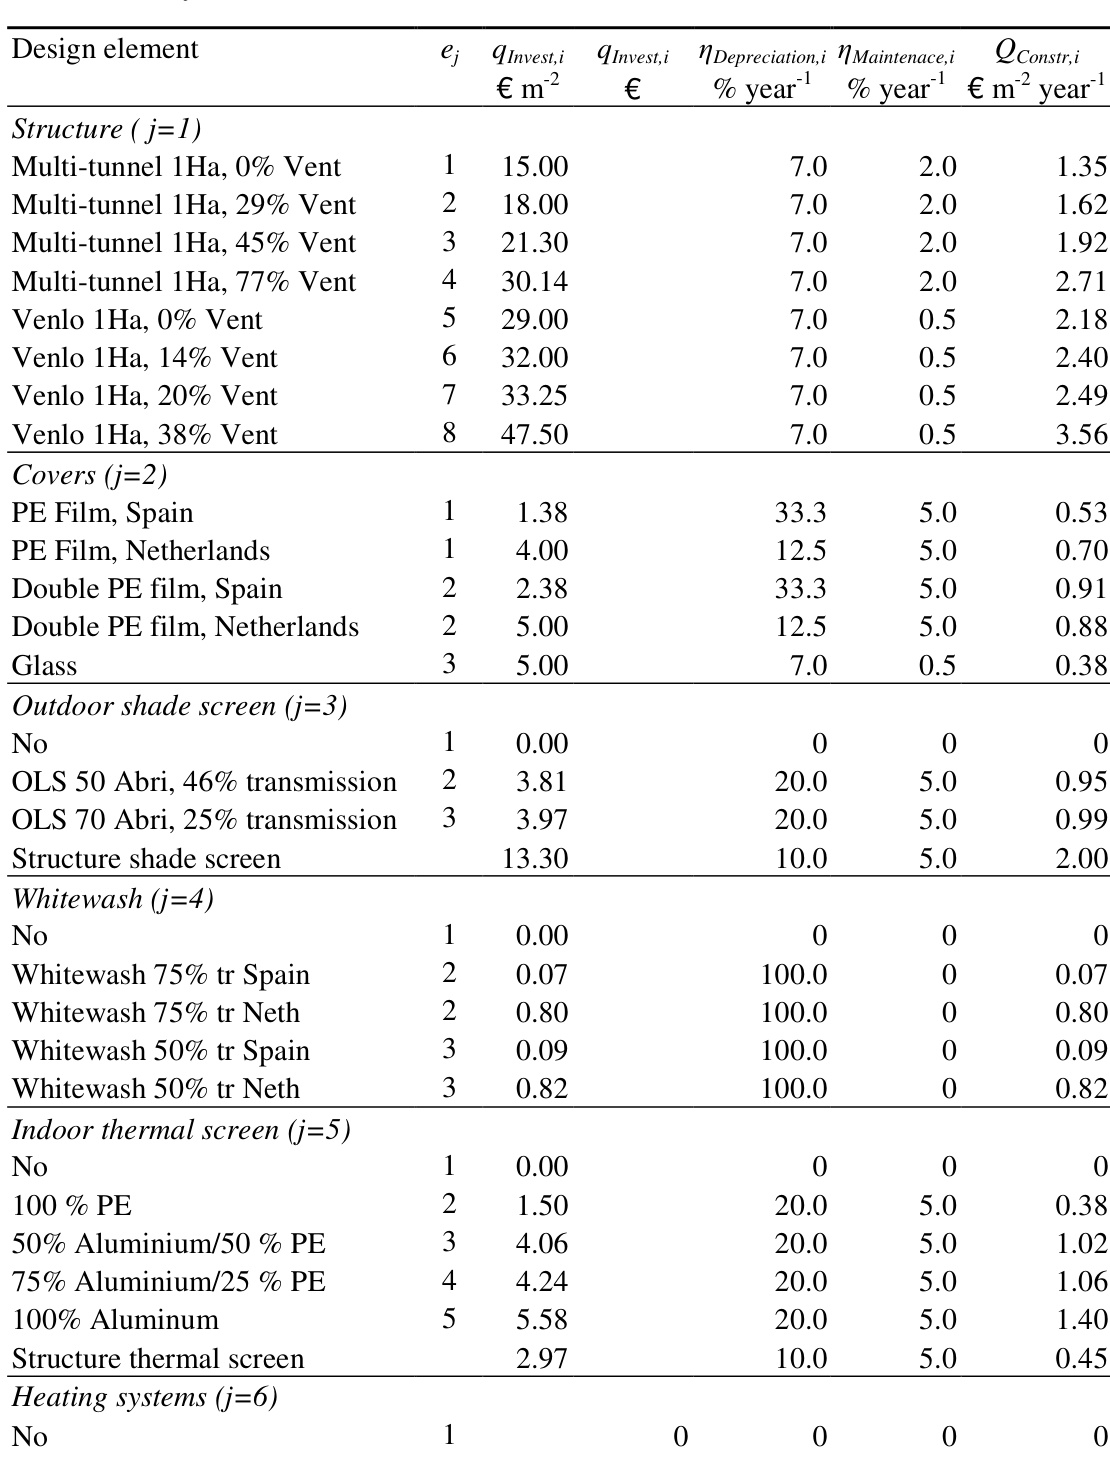 Design element e_j q_Invest,i q_Invest,i η_Depreciation,i η_Maintenace,i Q_Constr,i
€ m⁻² € % year⁻¹ % year⁻¹ € m⁻² year⁻¹
Structure ( j=1)
Multi-tunnel 1Ha, 0% Vent 1 15.00 7.0 2.0 1.35
Multi-tunnel 1Ha, 29% Vent 2 18.00 7.0 2.0 1.62
Multi-tunnel 1Ha, 45% Vent 3 21.30 7.0 2.0 1.92
Multi-tunnel 1Ha, 77% Vent 4 30.14 7.0 2.0 2.71
Venlo 1Ha, 0% Vent 5 29.00 7.0 0.5 2.18
Venlo 1Ha, 14% Vent 6 32.00 7.0 0.5 2.40
Venlo 1Ha, 20% Vent 7 33.25 7.0 0.5 2.49
Venlo 1Ha, 38% Vent 8 47.50 7.0 0.5 3.56
Covers (j=2)
PE Film, Spain 1 1.38 33.3 5.0 0.53
PE Film, Netherlands 1 4.00 12.5 5.0 0.70
Double PE film, Spain 2 2.38 33.3 5.0 0.91
Double PE film, Netherlands 2 5.00 12.5 5.0 0.88
Glass 3 5.00 7.0 0.5 0.38
Outdoor shade screen (j=3)
No 1 0.00 0 0 0
OLS 50 Abri, 46% transmission 2 3.81 20.0 5.0 0.95
OLS 70 Abri, 25% transmission 3 3.97 20.0 5.0 0.99
Structure shade screen 13.30 10.0 5.0 2.00
Whitewash (j=4)
No 1 0.00 0 0 0
Whitewash 75% tr Spain 2 0.07 100.0 0 0.07
Whitewash 75% tr Neth 2 0.80 100.0 0 0.80
Whitewash 50% tr Spain 3 0.09 100.0 0 0.09
Whitewash 50% tr Neth 3 0.82 100.0 0 0.82
Indoor thermal screen (j=5)
No 1 0.00 0 0 0
100 % PE 2 1.50 20.0 5.0 0.38
50% Aluminium/50 % PE 3 4.06 20.0 5.0 1.02
75% Aluminium/25 % PE 4 4.24 20.0 5.0 1.06
100% Aluminum 5 5.58 20.0 5.0 1.40
Structure thermal screen 2.97 10.0 5.0 0.45
Heating systems (j=6)
No 1 0 0 0 0